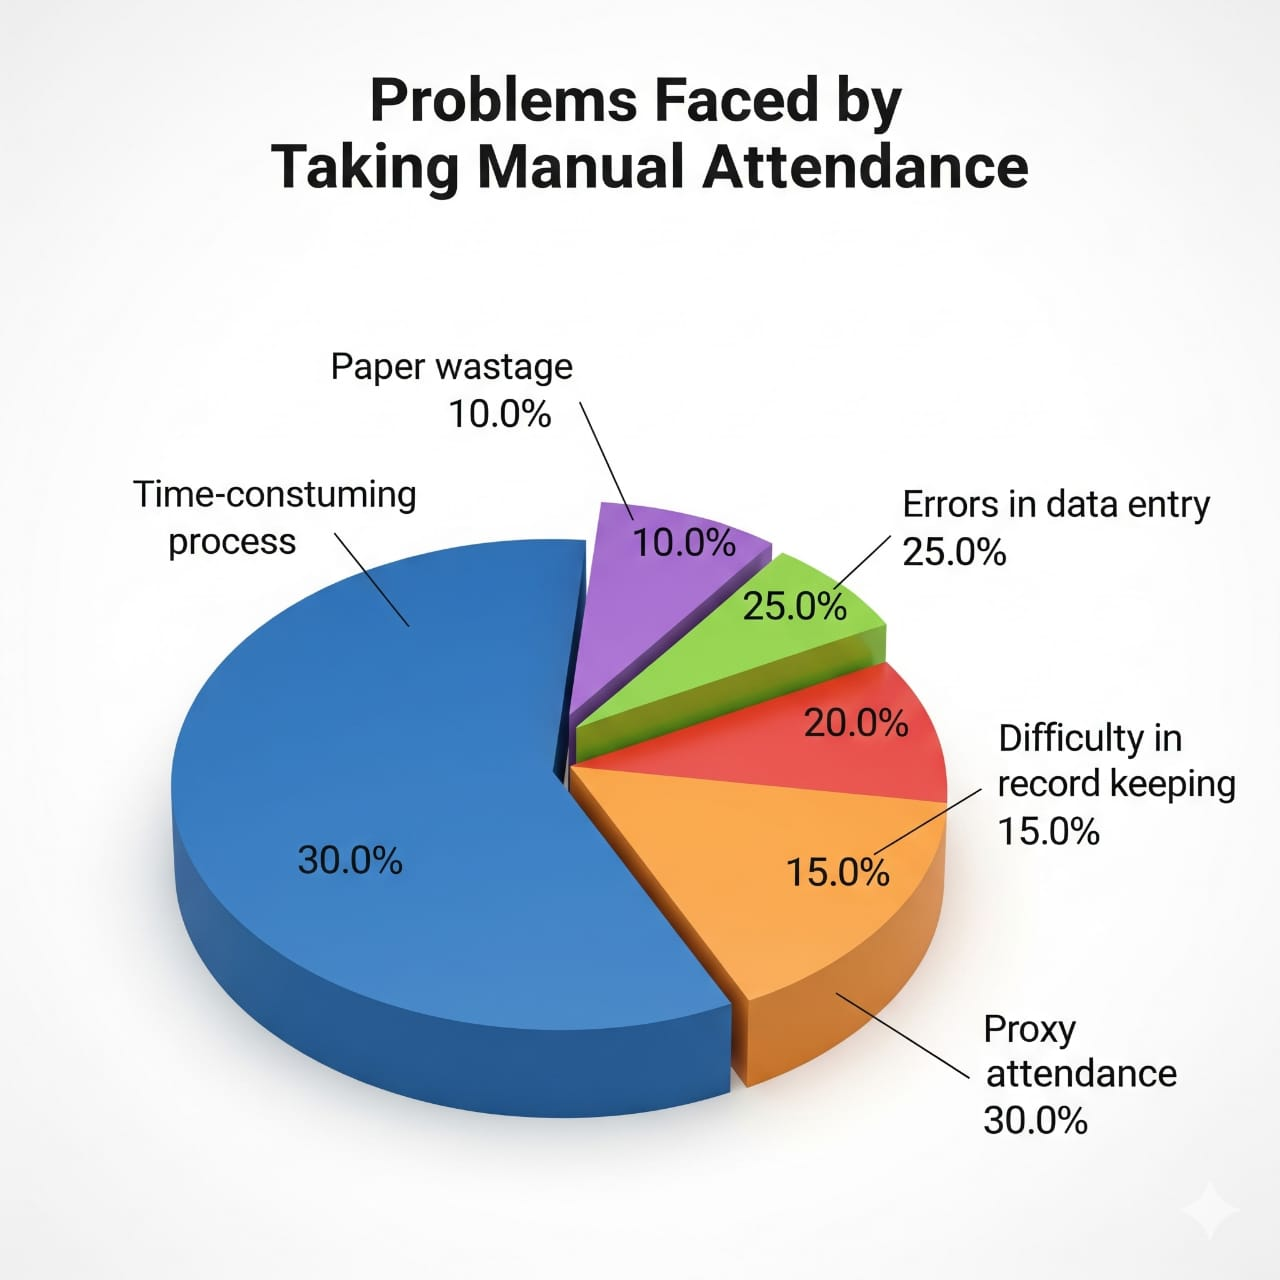 Problems Faced by
Taking Manual Attendance
Paper wastage
10.0%
Time-constuming
process
Errors in data entry
25.0%
10.0%
25.0%
20.0%
Difficulty in
record keeping
15.0%
30.0%
15.0%
Proxy
attendance
30.0%